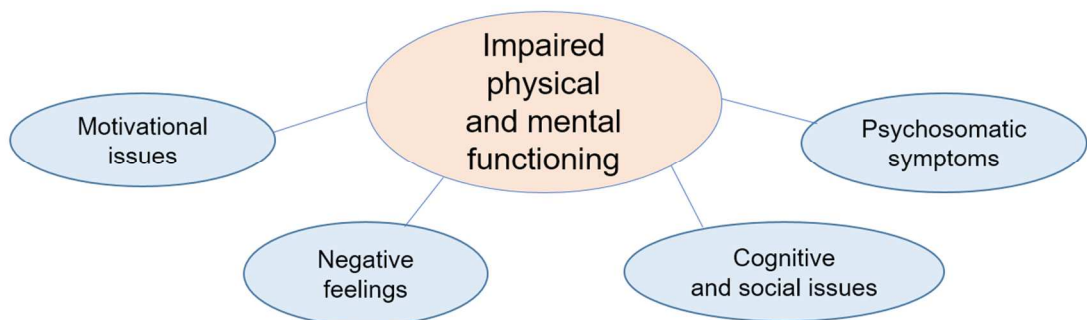 Impaired
physical
and mental
functioning
Motivational
issues
Psychosomatic
symptoms
Negative
feelings
Cognitive
and social issues